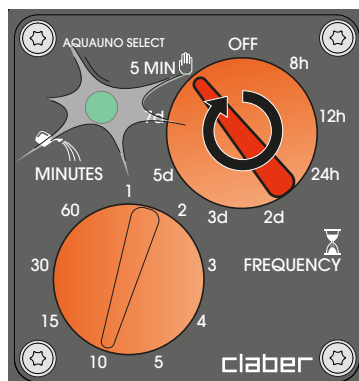 AQUAUNO SELECT
OFF
5 MIN
8h
7d
12h
MINUTES
5d
24h
3d
2d
1
60
2
30
3
FREQUENCY
15
4
10
5
claber